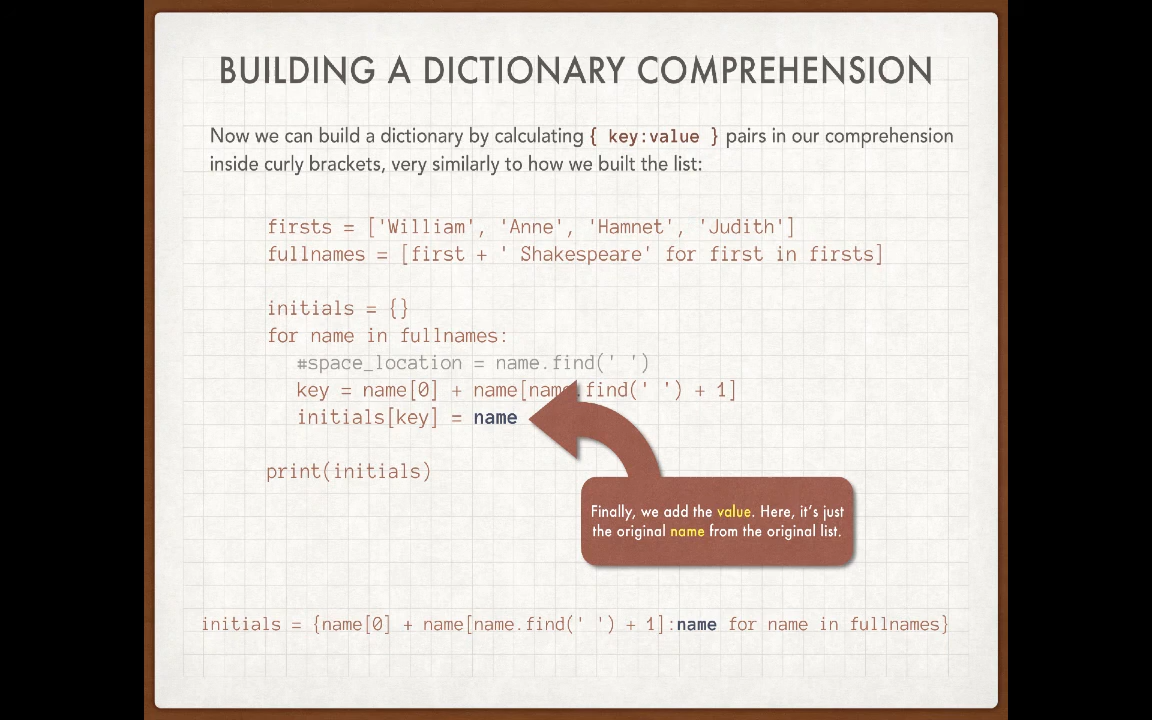 BUILDING A DICTIONARY COMPREHENSION
Now we can build a dictionary by calculating { key:value } pairs in our comprehension
inside curly brackets, very similarly to how we built the list:
firsts = ['William', 'Anne', 'Hamnet', 'Judith']
fullnames = [first + ' Shakespeare' for first in firsts]
initials = {}
for name in fullnames:
#space_location = name.find(' ')
key = name[0] + name[name.find(' ') + 1]
initials[key] = name
print(initials)
Finally, we add the value. Here, it's just
the original name from the original list.
initials = {name[0] + name[name.find(' ') + 1]:name for name in fullnames}